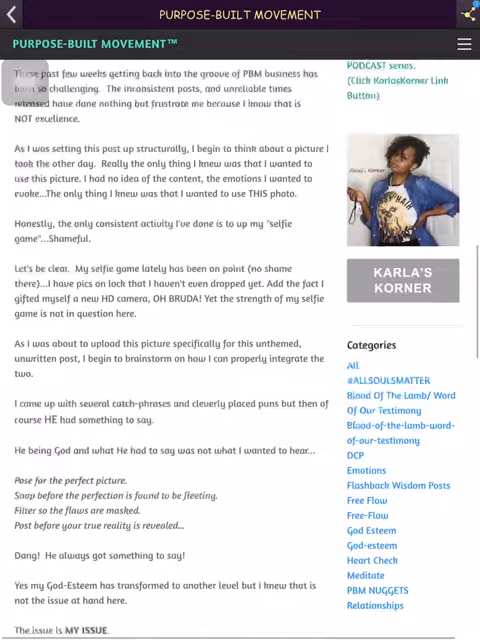 PURPOSE-BUILT MOVEMENT
PURPOSE-BUILT MOVEMENT™
These past few weeks getting back into the groove of PBM business has
been so challenging. The inconsistent posts, and unreliable times
released have done nothing but frustrate me because I know that is
NOT excellence.
As I was setting this post up structurally, I begin to think about a picture I
took the other day. Really the only thing I knew was that I wanted to
use this picture. I had no idea of the content, the emotions I wanted to
evoke...The only thing I knew was that I wanted to use THIS photo.
Honestly, the only consistent activity I've done is to up my "selfie
game"...Shameful.
Let's be clear. My selfie game lately has been on point (no shame
there)...I have pics on lock that I haven't even dropped yet. Add the fact I
gifted myself a new HD camera, OH BRUDA! Yet the strength of my selfie
game is not in question here.
As I was about to upload this picture specifically for this unthemed,
unwritten post, I begin to brainstorm on how I can properly integrate the
two.
I came up with several catch-phrases and cleverly placed puns but then of
course HE had something to say.
He being God and what He had to say was not what I wanted to hear...
Pose for the perfect picture.
Snap before the perfection is found to be fleeting.
Filter so the flaws are masked.
Post before your true reality is revealed...
Dang! He always got something to say!
Yes my God-Esteem has transformed to another level but i knew that is
not the issue at hand here.
The issue is MY ISSUE.
PODCAST series.
(Click KarlasKorner Link
Button)
KARLA'S
KORNER
Categories
All
#ALLSOULSMATTER
Blood Of The Lamb/ Word
Of Our Testimony
Blood-of-the-lamb-word-
of-our-testimony
DCP
Emotions
Flashback Wisdom Posts
Free Flow
Free-Flow
God Esteem
God-esteem
Heart Check
Meditate
PBM NUGGETS
Relationships